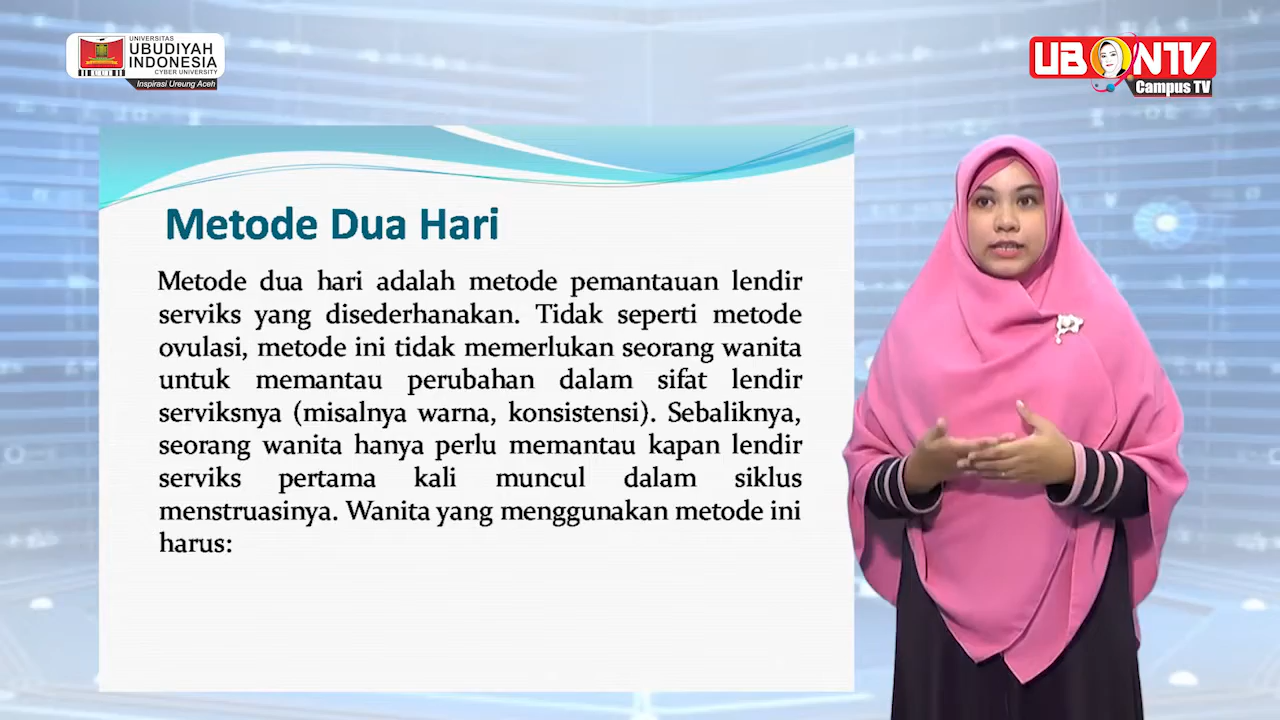 UNIVERSITAS
UBUDIYAH
INDONESIA
CYBER UNIVERSITY
Inspirasi Ureung Aceh
UBONTV
Campus TV
Metode Dua Hari
Metode dua hari adalah metode pemantauan lendir
serviks yang disederhanakan. Tidak seperti metode
ovulasi, metode ini tidak memerlukan seorang wanita
untuk memantau perubahan dalam sifat lendir
serviksnya (misalnya warna, konsistensi). Sebaliknya,
seorang wanita hanya perlu memantau kapan lendir
serviks pertama kali muncul dalam siklus
menstruasinya. Wanita yang menggunakan metode ini
harus: